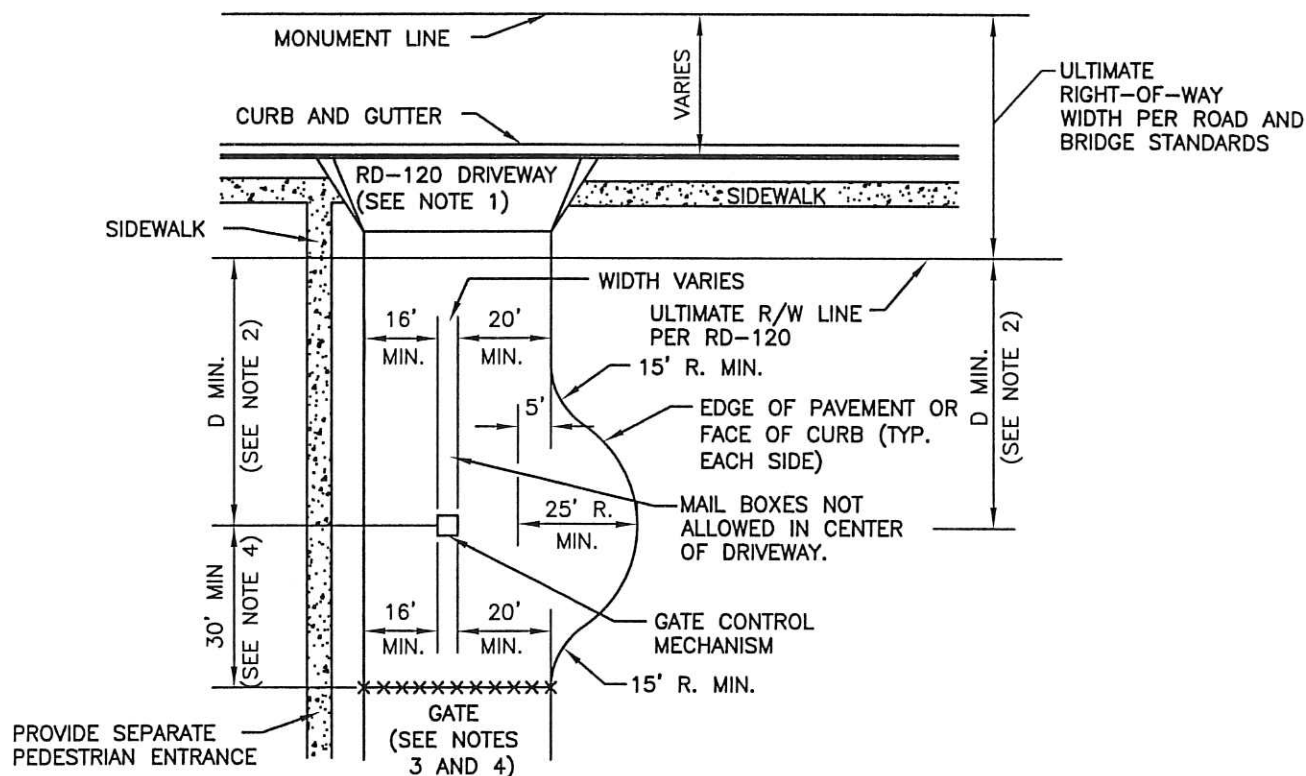 MONUMENT LINE
VARIES
ULTIMATE
RIGHT-OF-WAY
WIDTH PER ROAD AND
BRIDGE STANDARDS
CURB AND GUTTER
RD-120 DRIVEWAY
(SEE NOTE 1)
SIDEWALK
SIDEWALK
WIDTH VARIES
ULTIMATE R/W LINE
PER RD-120
16'
MIN.
20'
MIN.
D MIN.
(SEE NOTE 2)
15' R. MIN.
D MIN.
(SEE NOTE 2)
5'
EDGE OF PAVEMENT OR
FACE OF CURB (TYP.
EACH SIDE)
25' R.
MIN.
MAIL BOXES NOT
ALLOWED IN CENTER
OF DRIVEWAY.
30' MIN
(SEE NOTE 4)
16'
MIN.
20'
MIN.
GATE CONTROL
MECHANISM
15' R. MIN.
GATE
(SEE NOTES
3 AND 4)
PROVIDE SEPARATE
PEDESTRIAN ENTRANCE